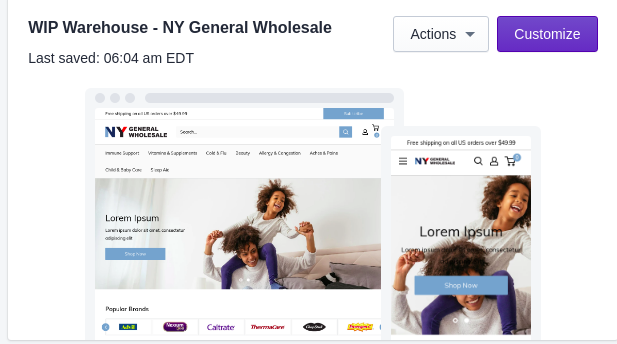 WIP Warehouse - NY General Wholesale
Actions
Customize
Last saved: 06:04 am EDT
Free shipping on all US orders over $49.99
NY GENERAL WHOLESALE
Search...
Immune Support Vitamins & Supplements Cold & Flu Beauty Allergy & Congestion Aches & Pains
Child & Baby Care Sleep Aid
Lorem Ipsum
Lorem ipsum dolor sit amet, consectetur
adipiscing elit
Shop Now
Popular Brands
Advil
Caltrate
ThermaCare
ChapStick
Free shipping on all US orders over $49.99
NY GENERAL WHOLESALE
Lorem Ipsum
Lorem ipsum dolor sit amet, consectetur
Shop Now